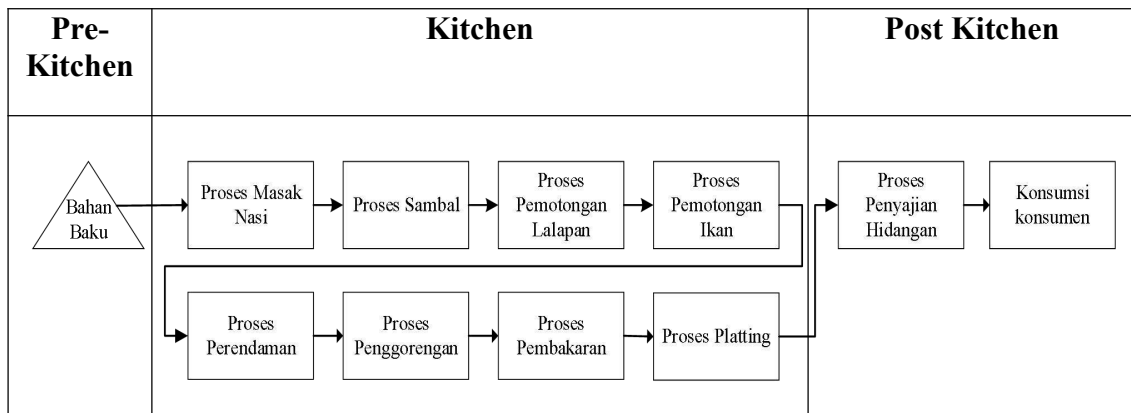 Pre-
Kitchen
Kitchen
Post Kitchen
Bahan
Baku
Proses Masak
Nasi
Proses Sambal
Proses
Pemotongan
Lalapan
Proses
Pemotongan
Ikan
Proses
Perendaman
Proses
Penggorengan
Proses
Pembakaran
Proses Platting
Proses
Penyajian
Hidangan
Konsumsi
konsumen